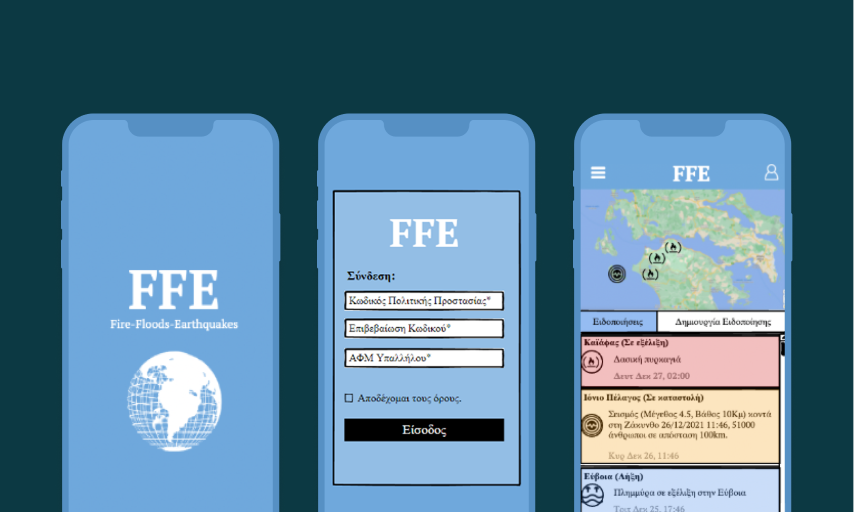 FFE
Fire-Floods-Earthquakes
FFE
Σύνδεση:
Κωδικός Πολιτικής Προστασίας*
Επιβεβαίωση Κωδικού*
ΑΦΜ Υπαλλήλου*
Αποδέχομαι τους όρους.
Είσοδος
FFE
Ειδοποιήσεις
Δημιουργία Ειδοποίησης
Καϊάφας (Σε εξέλιξη)
Δασική πυρκαγιά
Δευτ Δεκ 27, 02:00
Ιόνιο Πέλαγος (Σε καταστολή)
Σεισμός (Μέγεθος 4.5, Βάθος 10Κμ) κοντά
στη Ζάκυνθο 26/12/2021 11:46, 51000
άνθρωποι σε απόσταση 100km.
Κυρ Δεκ 26, 11:46
Εύβοια (Λήξη)
Πλημμύρα σε εξέλιξη στην Εύβοια
Τετ Δεκ 25, 17:46